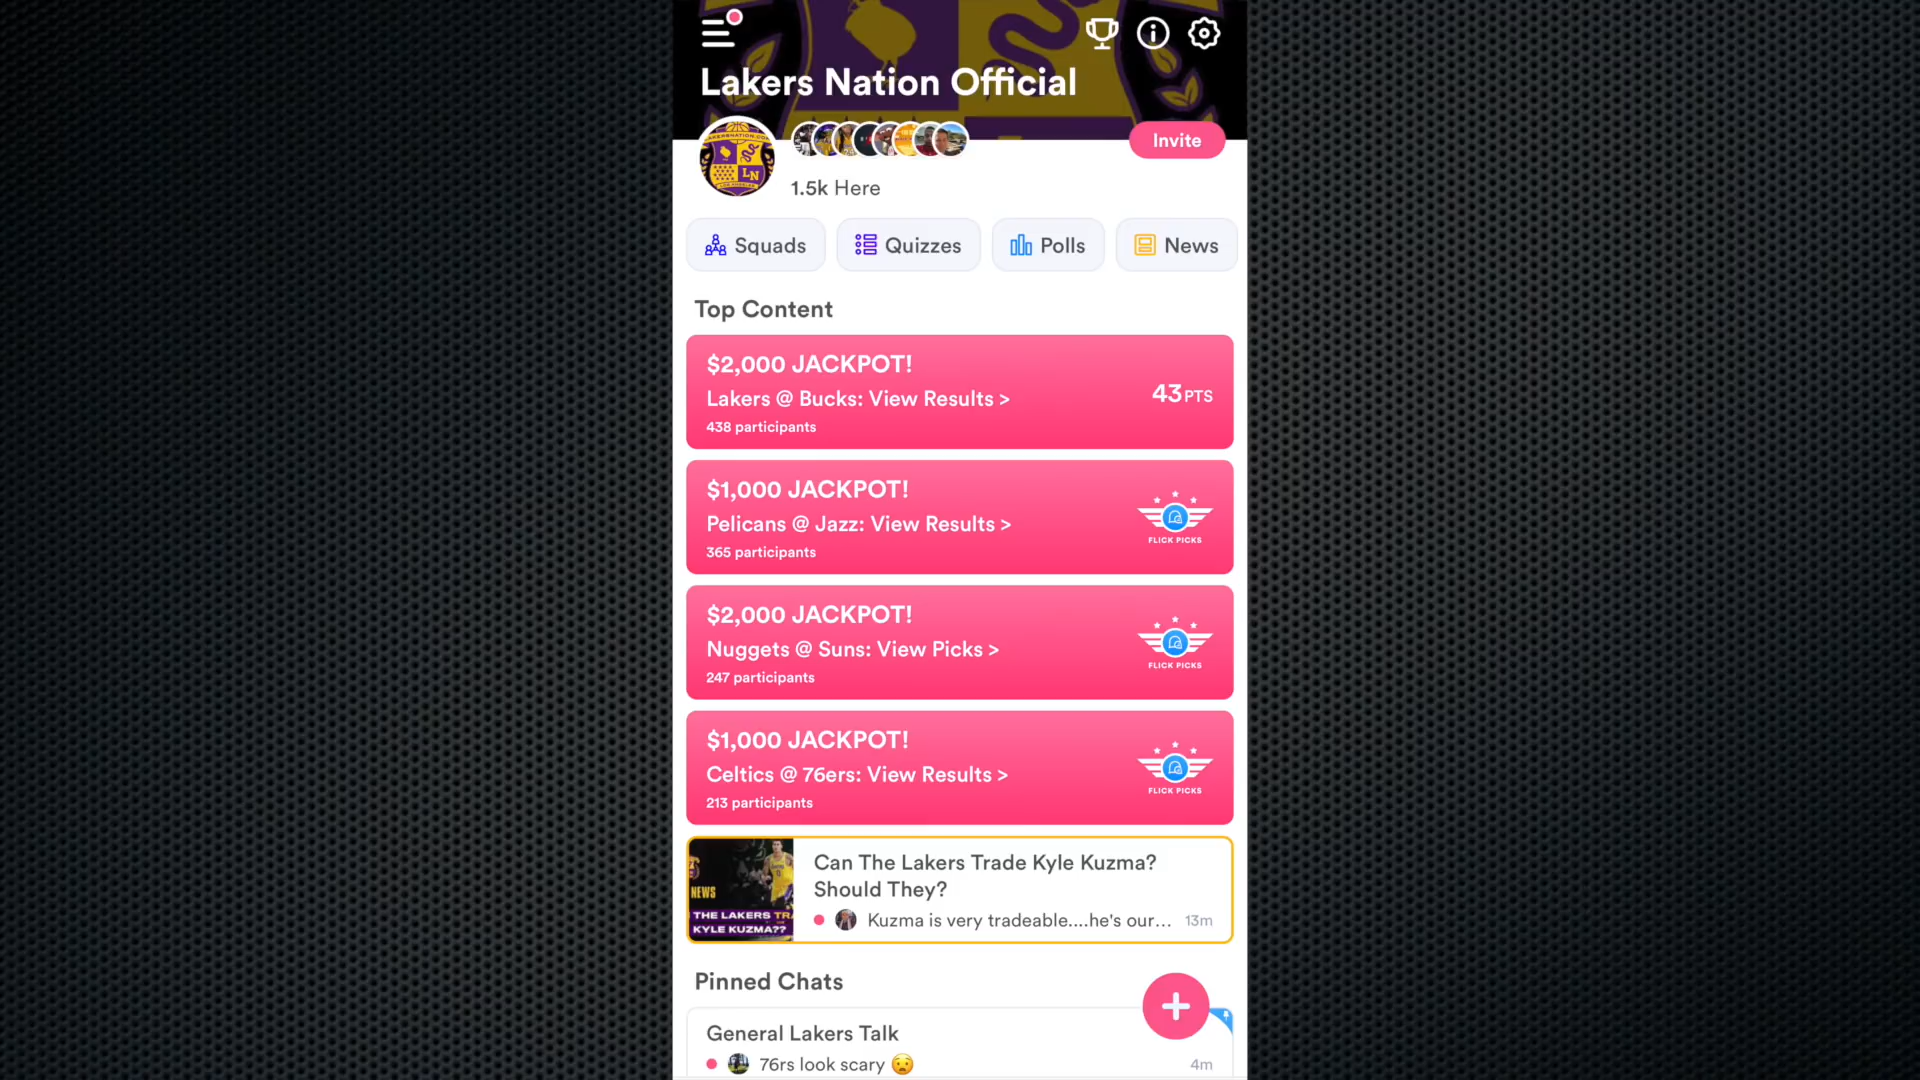 Lakers Nation Official
LN
Invite
1.5k Here
Squads
Quizzes
Polls
News
Top Content
$2,000 JACKPOT!
Lakers @ Bucks: View Results >
438 participants
43 PTS
$1,000 JACKPOT!
Pelicans @ Jazz: View Results >
365 participants
FLICK PICKS
$2,000 JACKPOT!
Nuggets @ Suns: View Picks >
247 participants
FLICK PICKS
$1,000 JACKPOT!
Celtics @ 76ers: View Results >
213 participants
FLICK PICKS
NEWS
THE LAKERS TRA
KYLE KUZMA??
Can The Lakers Trade Kyle Kuzma?
Should They?
Kuzma is very tradeable....he's our... 13m
Pinned Chats
General Lakers Talk
76rs look scary 😟 4m